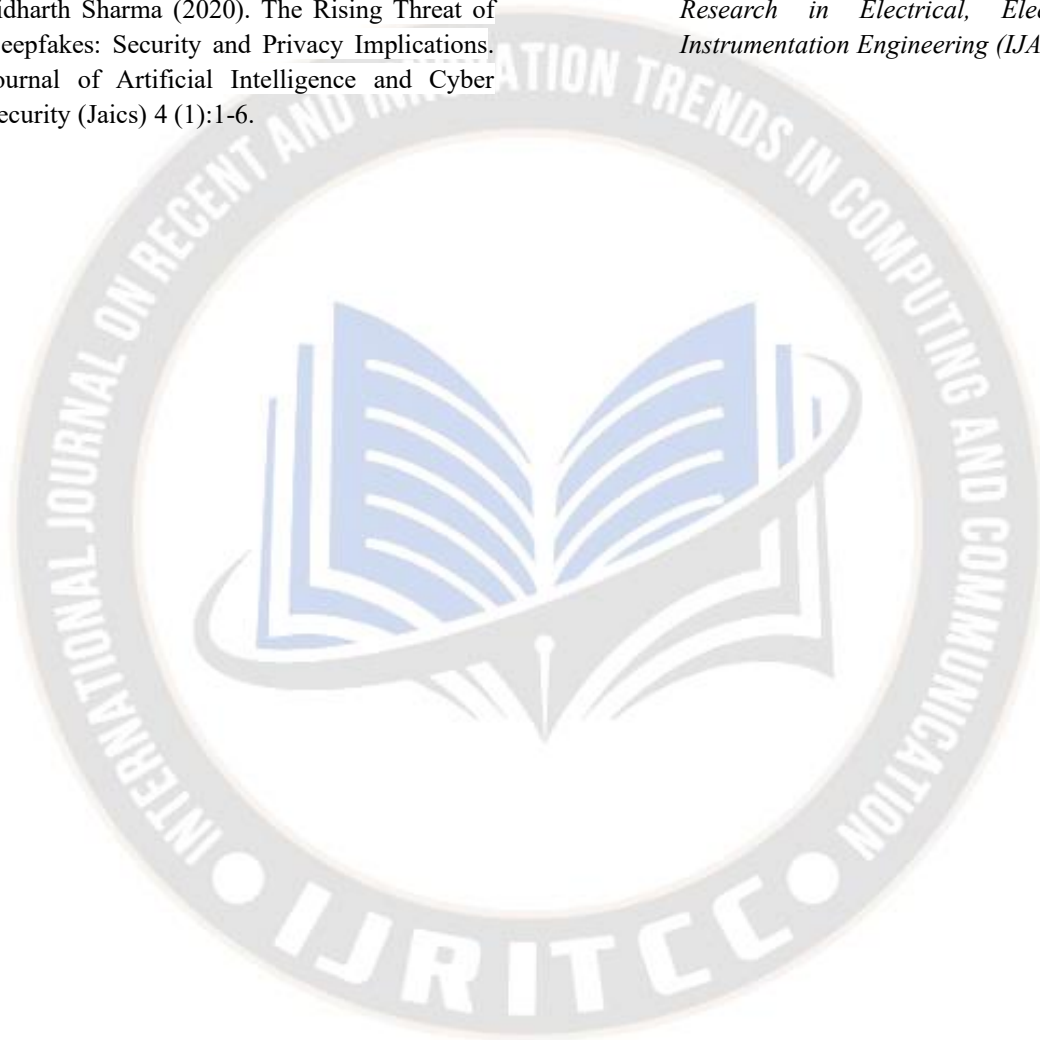 idharth Sharma (2020). The Rising Threat of
eepfakes: Security and Privacy Implications.
ournal of Artificial Intelligence and Cyber
ecurity (Jaics) 4 (1):1-6.
Research in Electrical, Elec
Instrumentation Engineering (IJA
INTERNATIONAL JOURNAL ON RECENT AND INNOVATION TRENDS IN COMPUTING AND COMMUNICATION
IJRITCC